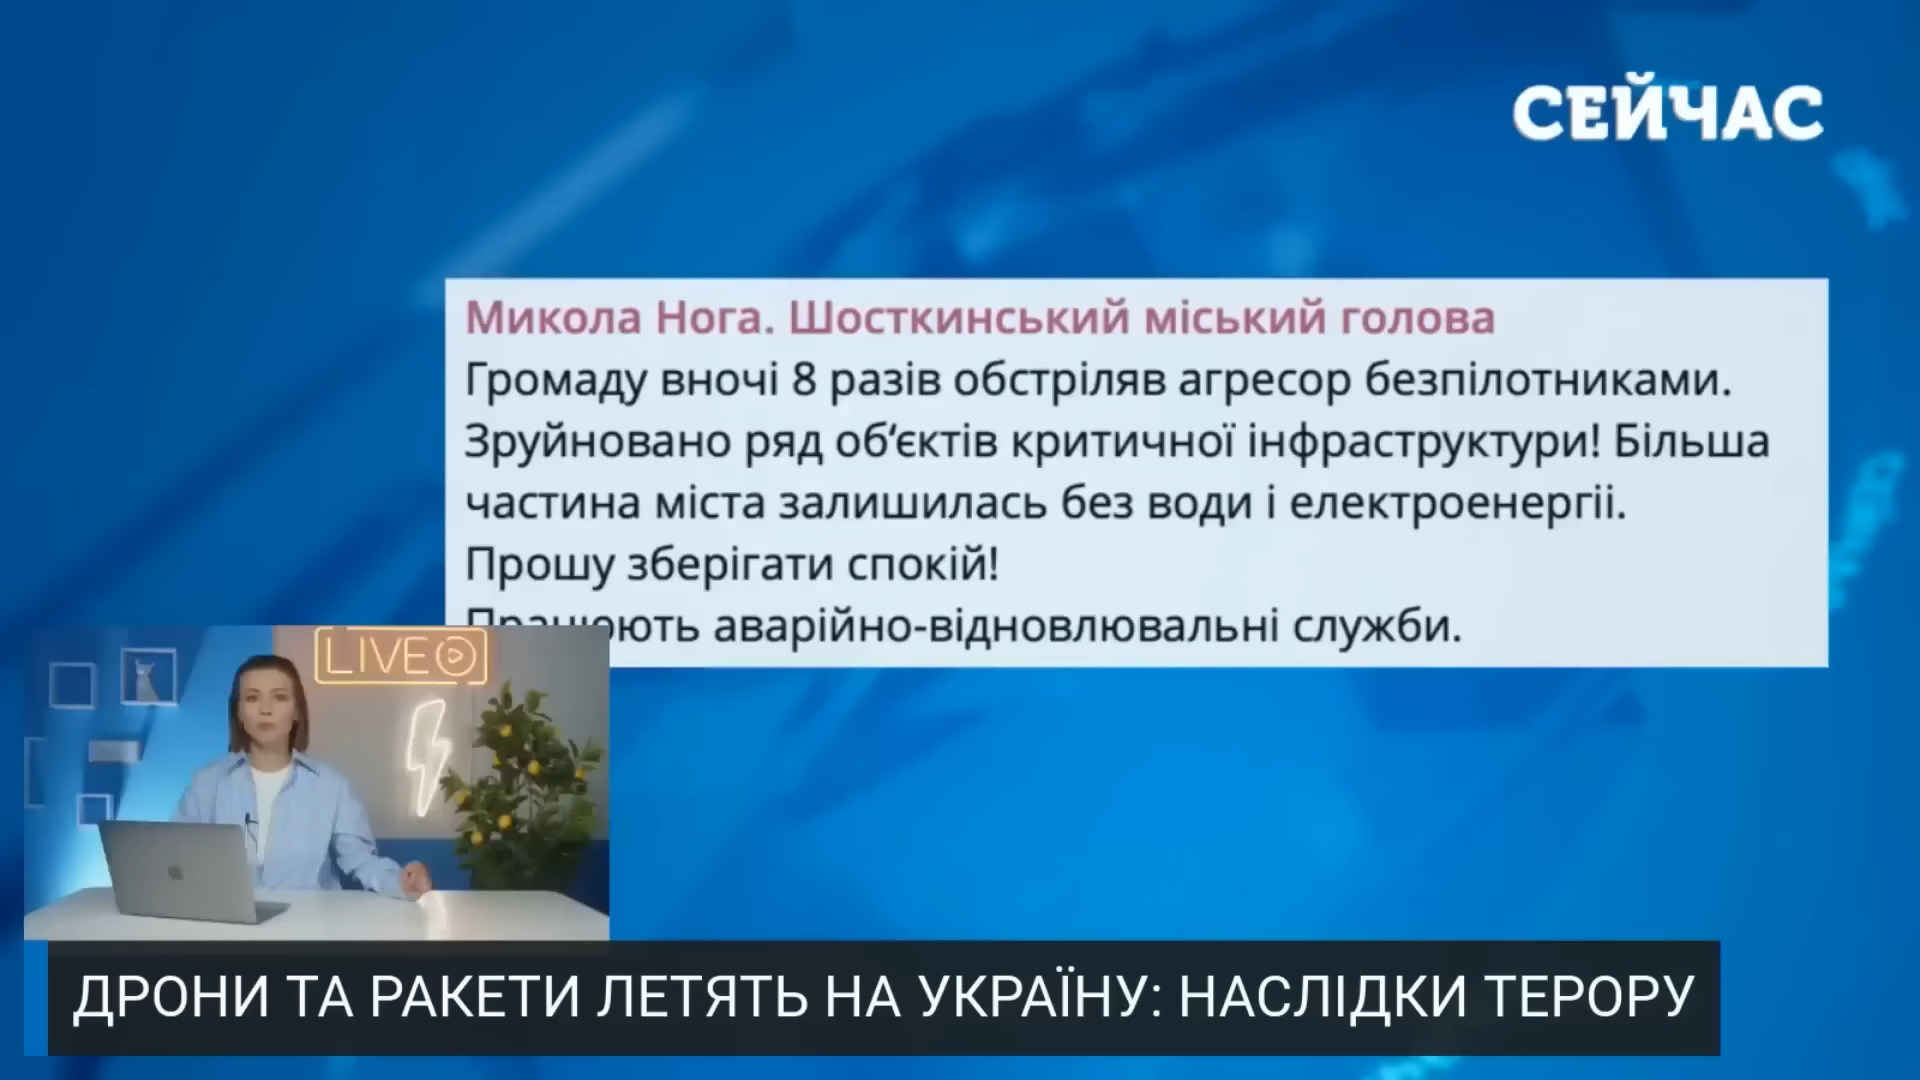 СЕЙЧАС
Микола Нога. Шосткинський міський голова
Громаду вночі 8 разів обстріляв агресор безпілотниками.
Зруйновано ряд об‘єктів критичної інфраструктури! Більша
частина міста залишилась без води і електроенергіі.
Прошу зберігати спокій!
Працюють аварійно-відновлювальні служби.
LIVE
ДРОНИ ТА РАКЕТИ ЛЕТЯТЬ НА УКРАЇНУ: НАСЛІДКИ ТЕРОРУ